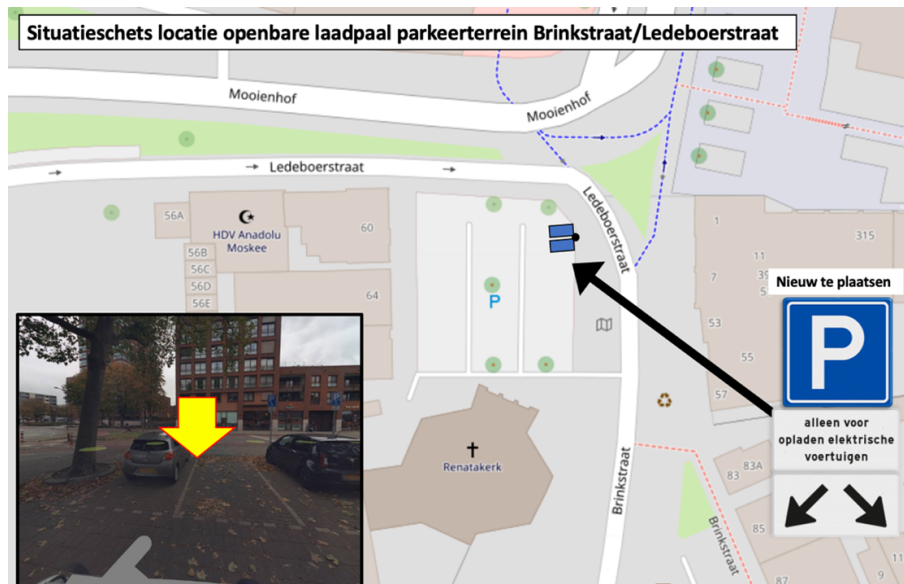 Situatieschets locatie openbare laadpaal parkeerterrein Brinkstraat/Ledeboerstraat
Mooienhof
Mooienhof
Ledeboerstraat
Ledeboerstraat
56A
HDV Anadolu
Moskee
60
56B
56C
56D
56E
64
P
1
315
11
7
53
55
57
Nieuw te plaatsen
P
alleen voor
opladen elektrische
voertuigen
Renatakerk
Brinkstraat
Brinkstraat
83
83A
85
87
9
11